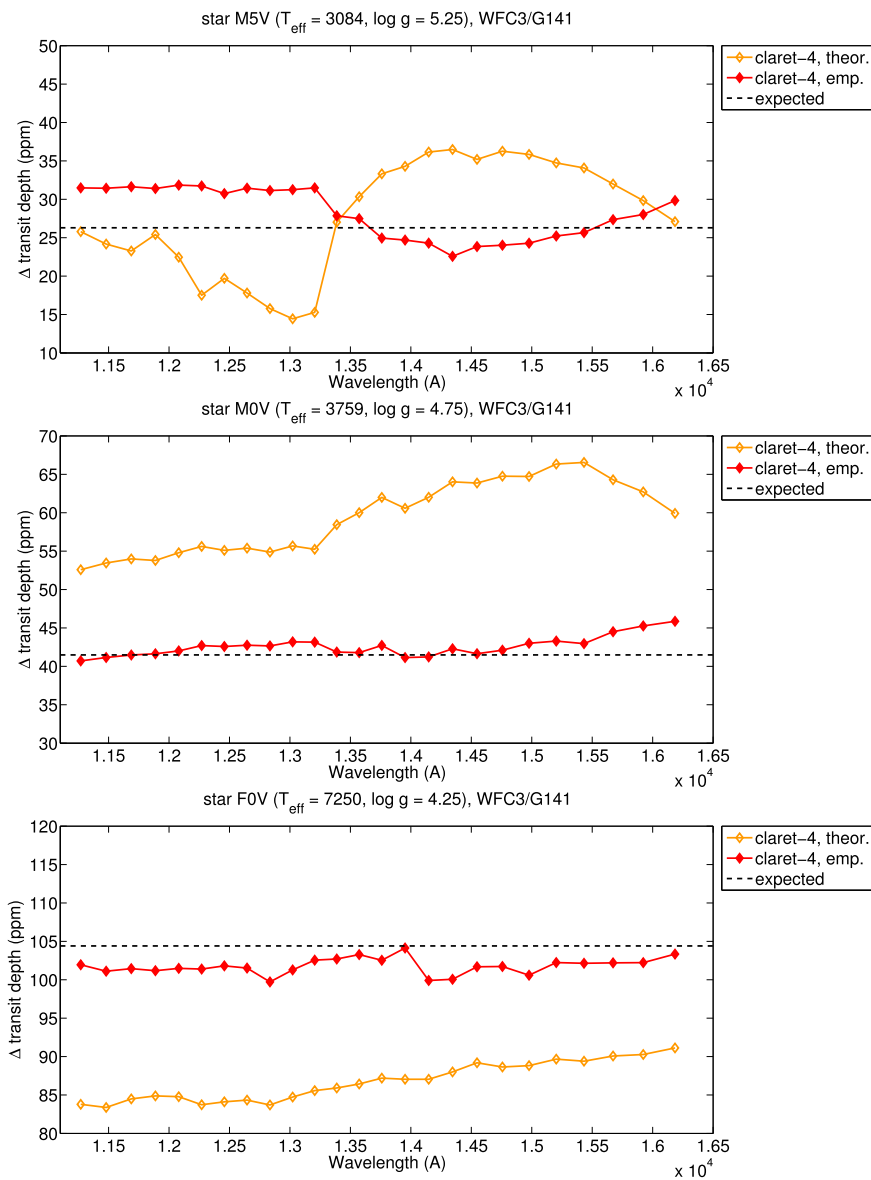 star M5V (T_eff = 3084, log g = 5.25), WFC3/G141
50
45
40
35
30
25
20
15
10
Δ transit depth (ppm)
1.15 1.2 1.25 1.3 1.35 1.4 1.45 1.5 1.55 1.6 1.65
Wavelength (A)
x 10^4
claret-4, theor.
claret-4, emp.
expected
star M0V (T_eff = 3759, log g = 4.75), WFC3/G141
70
65
60
55
50
45
40
35
30
Δ transit depth (ppm)
1.15 1.2 1.25 1.3 1.35 1.4 1.45 1.5 1.55 1.6 1.65
Wavelength (A)
x 10^4
claret-4, theor.
claret-4, emp.
expected
star F0V (T_eff = 7250, log g = 4.25), WFC3/G141
120
115
110
105
100
95
90
85
80
Δ transit depth (ppm)
1.15 1.2 1.25 1.3 1.35 1.4 1.45 1.5 1.55 1.6 1.65
Wavelength (A)
x 10^4
claret-4, theor.
claret-4, emp.
expected